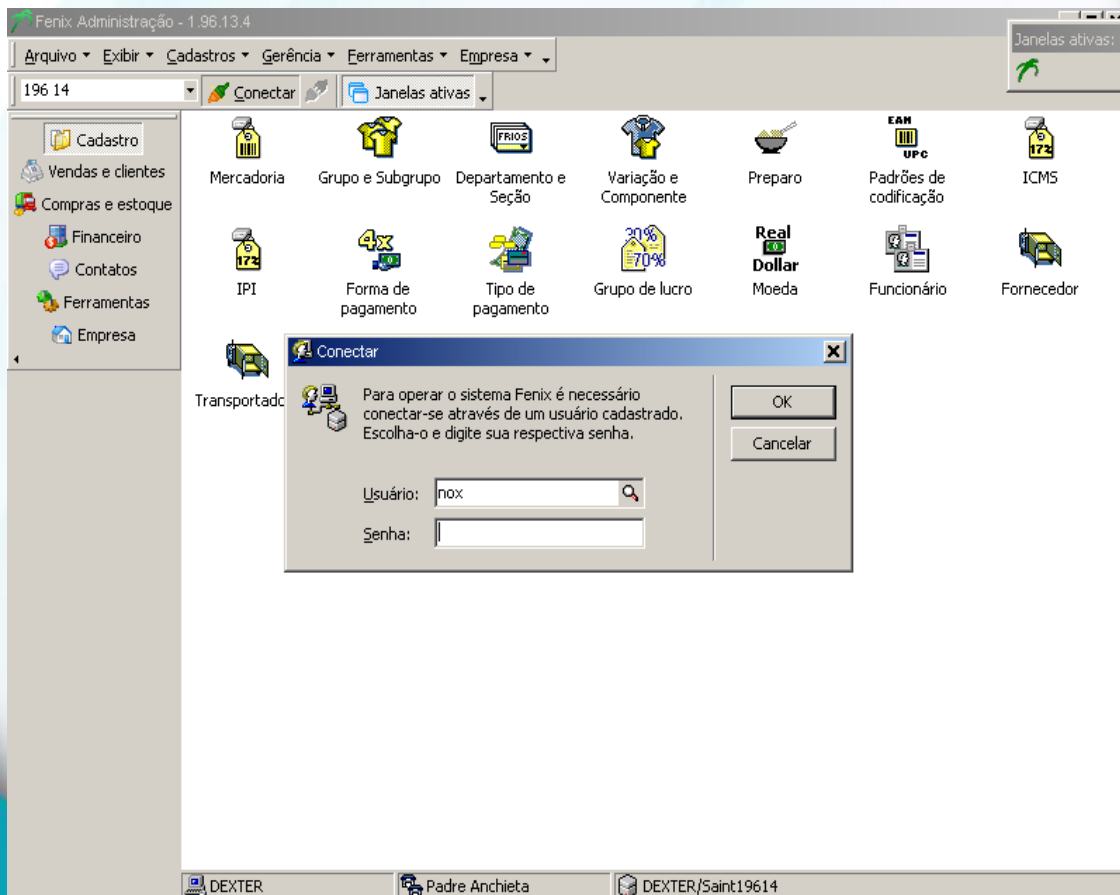 Fenix Administração - 1.96.13.4
Janelas ativas:
Arquivo Exibir Cadastros Gerência Ferramentas Empresa
196 14 Conectar Janelas ativas
Cadastro
Vendas e clientes
Compras e estoque
Financeiro
Contatos
Ferramentas
Empresa
Mercadoria
Grupo e Subgrupo
FRIOS
Departamento e
Seção
Variação e
Componente
Preparo
EAN
UPC
Padrões de
codificação
17%
ICMS
17%
IPI
4x
Forma de
pagamento
Tipo de
pagamento
30%
70%
Grupo de lucro
Real
Dollar
Moeda
Funcionário
Fornecedor
Transportado
Conectar
Para operar o sistema Fenix é necessário
conectar-se através de um usuário cadastrado.
Escolha-o e digite sua respectiva senha.
Usuário: nox
Senha:
OK
Cancelar
DEXTER Padre Anchieta DEXTER/Saint19614